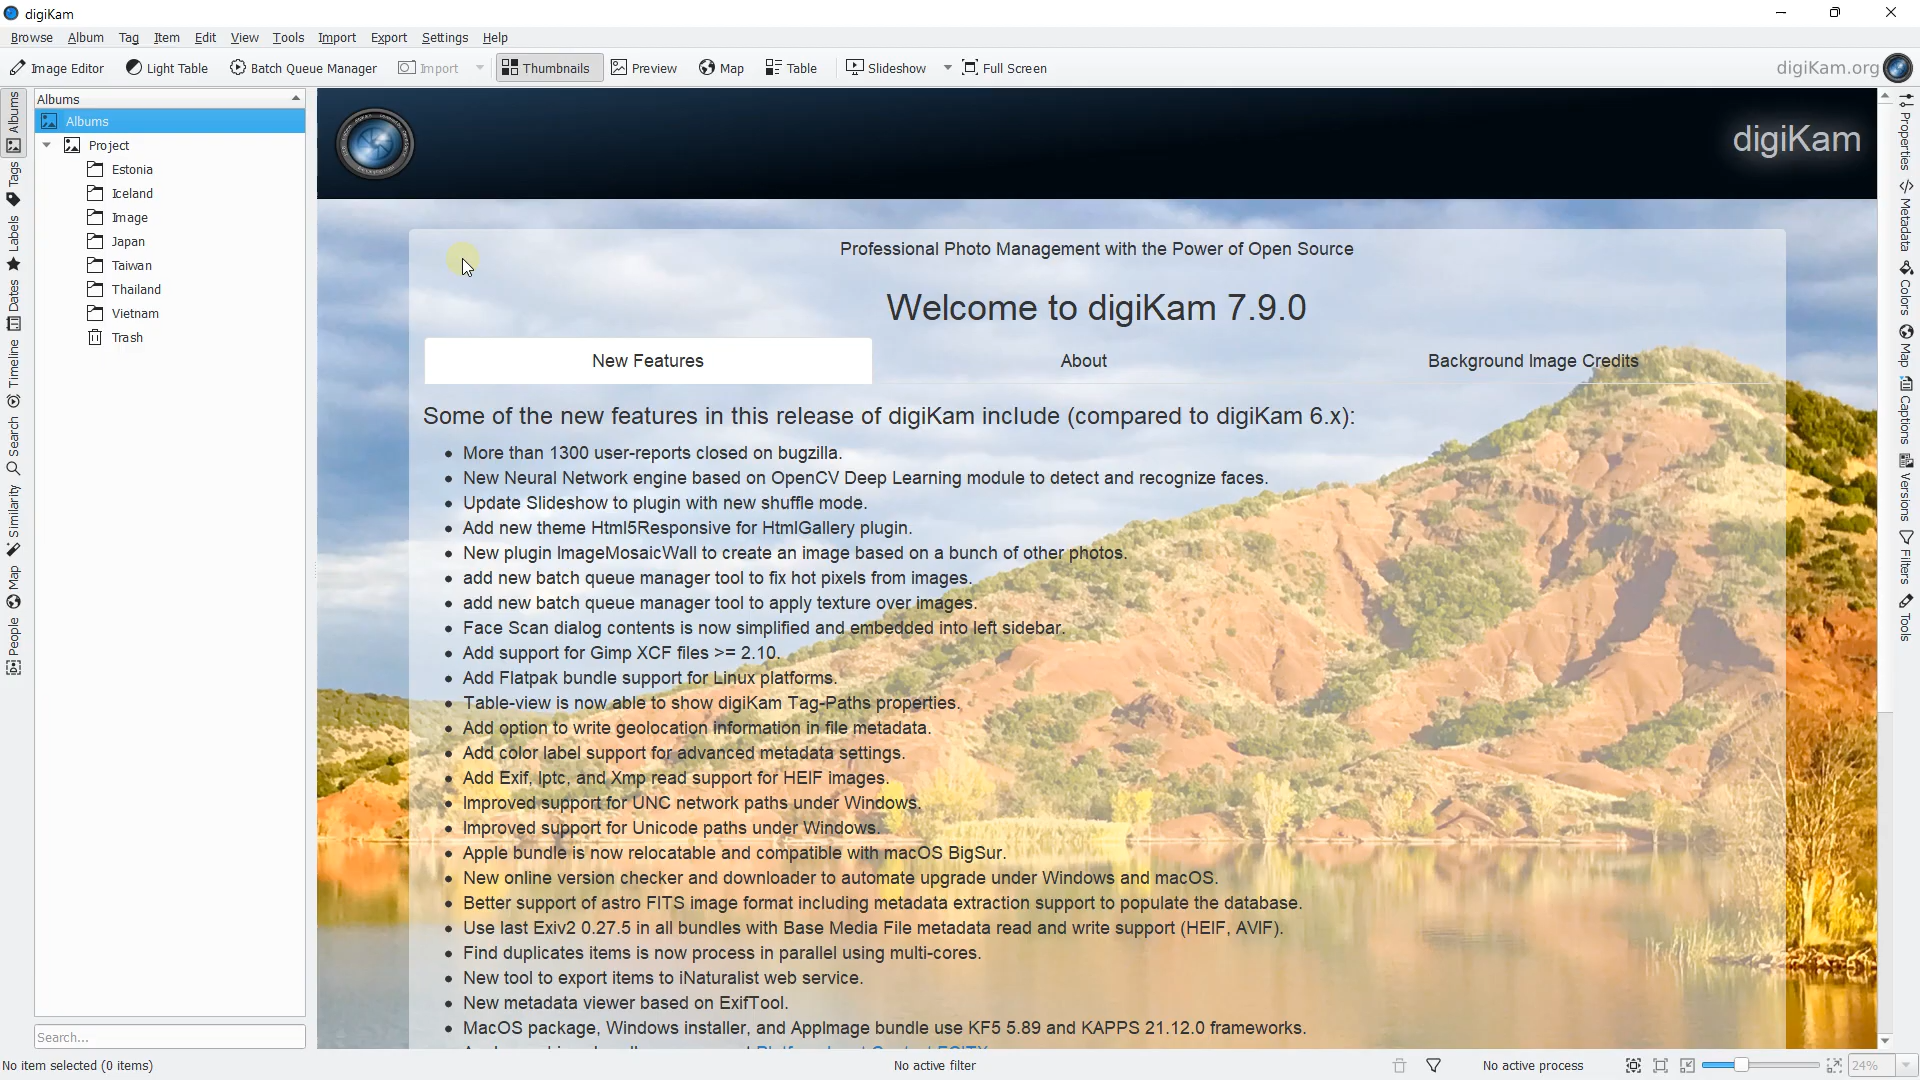 digiKam
Browse Album Tag Item Edit View Tools Import Export Settings Help
Image Editor Light Table Batch Queue Manager Import Thumbnails Preview Map Table Slideshow Full Screen digiKam.org
Albums
Tags
Labels
Dates
Timeline
Search
Similarity
Map
People
Albums
Albums
Project
Estonia
Iceland
Image
Japan
Taiwan
Thailand
Vietnam
Trash
Search...
digiKam
Professional Photo Management with the Power of Open Source
Welcome to digiKam 7.9.0
New Features About Background Image Credits
Some of the new features in this release of digiKam include (compared to digiKam 6.x):
• More than 1300 user-reports closed on bugzilla.
• New Neural Network engine based on OpenCV Deep Learning module to detect and recognize faces.
• Update Slideshow to plugin with new shuffle mode.
• Add new theme Html5Responsive for HtmlGallery plugin.
• New plugin ImageMosaicWall to create an image based on a bunch of other photos.
• add new batch queue manager tool to fix hot pixels from images.
• add new batch queue manager tool to apply texture over images.
• Face Scan dialog contents is now simplified and embedded into left sidebar.
• Add support for Gimp XCF files >= 2.10.
• Add Flatpak bundle support for Linux platforms.
• Table-view is now able to show digiKam Tag-Paths properties.
• Add option to write geolocation information in file metadata.
• Add color label support for advanced metadata settings.
• Add Exif, Iptc, and Xmp read support for HEIF images.
• Improved support for UNC network paths under Windows.
• Improved support for Unicode paths under Windows.
• Apple bundle is now relocatable and compatible with macOS BigSur.
• New online version checker and downloader to automate upgrade under Windows and macOS.
• Better support of astro FITS image format including metadata extraction support to populate the database.
• Use last Exiv2 0.27.5 in all bundles with Base Media File metadata read and write support (HEIF, AVIF).
• Find duplicates items is now process in parallel using multi-cores.
• New tool to export items to iNaturalist web service.
• New metadata viewer based on ExifTool.
• MacOS package, Windows installer, and AppImage bundle use KF5 5.89 and KAPPS 21.12.0 frameworks.
Properties
Metadata
Colors
Map
Captions
Versions
Filters
Tools
No item selected (0 items) No active filter No active process 24%